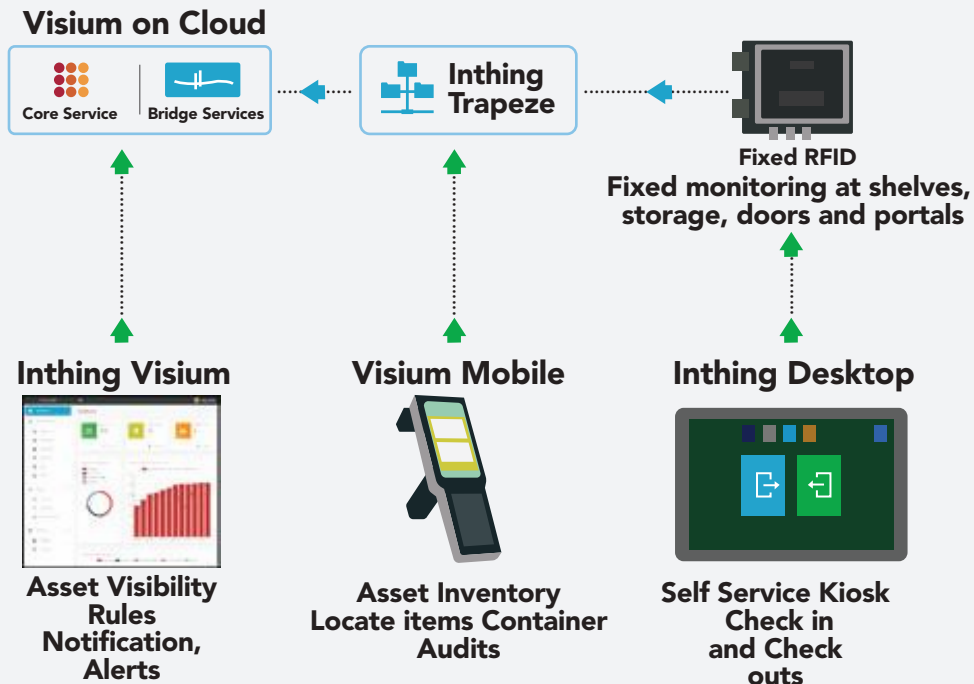 Visium on Cloud
Core Service
Bridge Services
Inthing
Trapeze
Fixed RFID
Fixed monitoring at shelves,
storage, doors and portals
Inthing Visium
Visium Mobile
Inthing Desktop
Asset Visibility
Rules
Notification,
Alerts
Asset Inventory
Locate items Container
Audits
Self Service Kiosk
Check in
and Check
outs